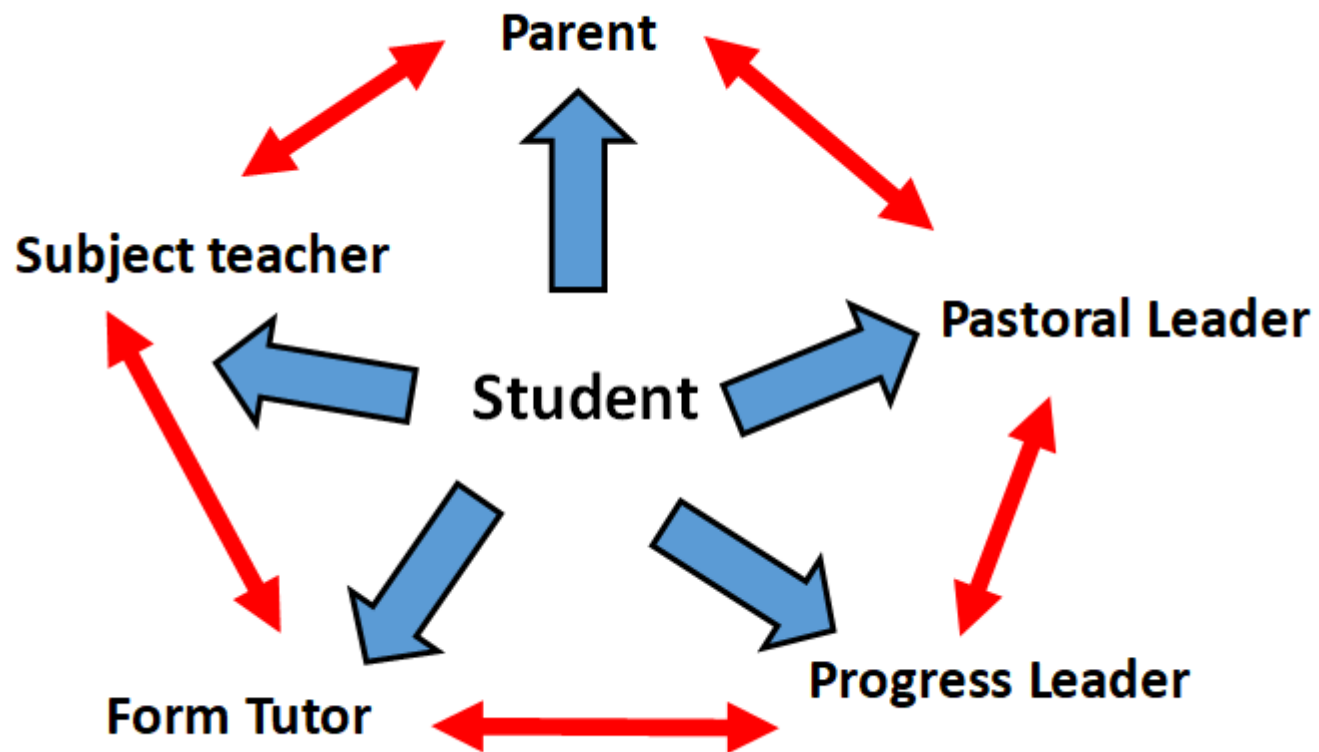 Parent
Subject teacher
Pastoral Leader
Student
Progress Leader
Form Tutor